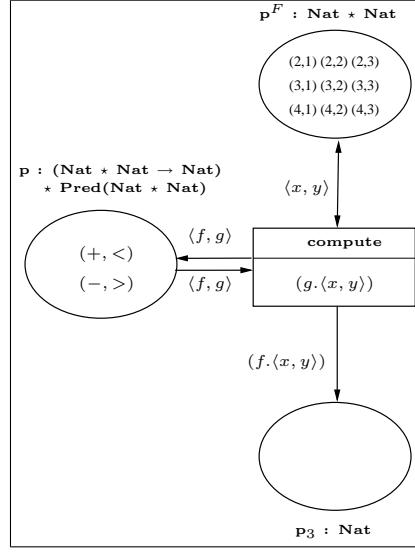 p^F : Nat ⋆ Nat
(2,1) (2,2) (2,3)
(3,1) (3,2) (3,3)
(4,1) (4,2) (4,3)
p : (Nat ⋆ Nat → Nat)
⋆ Pred(Nat ⋆ Nat)
⟨x, y⟩
⟨f, g⟩
compute
(+, <)
(−, >)
⟨f, g⟩
(g.⟨x, y⟩)
(f.⟨x, y⟩)
p₃ : Nat